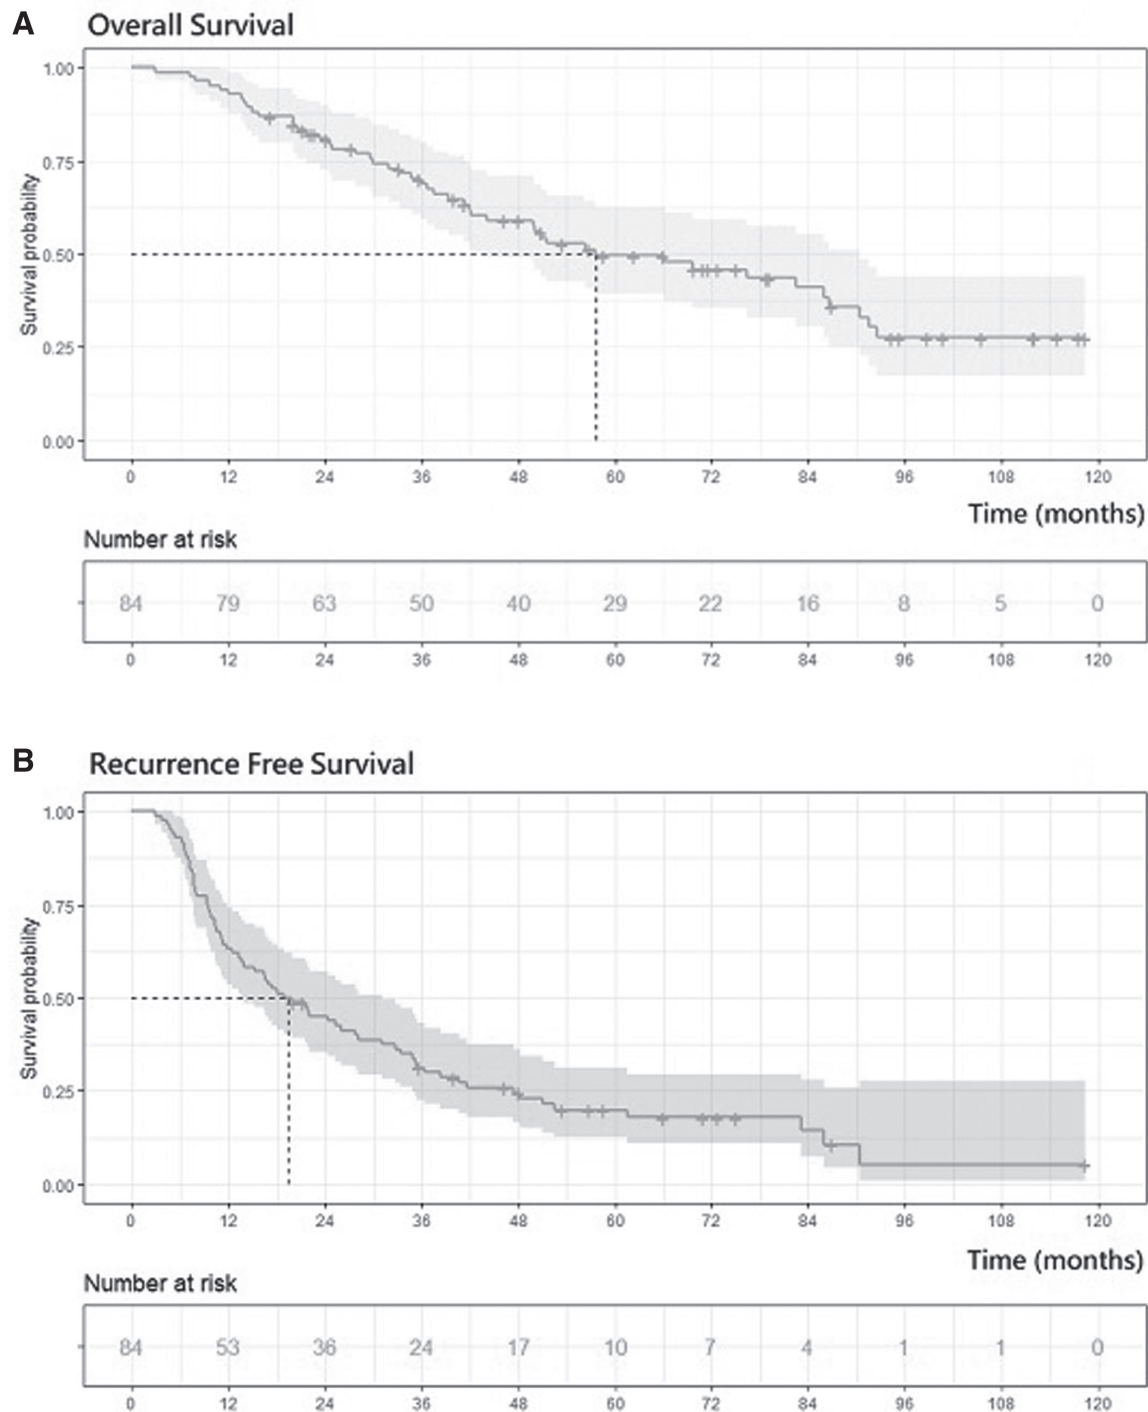 A Overall Survival
Survival probability
1.00
0.75
0.50
0.25
0.00
0 12 24 36 48 60 72 84 96 108 120
Time (months)
Number at risk
84 79 63 50 40 29 22 16 8 5 0
0 12 24 36 48 60 72 84 96 108 120
B Recurrence Free Survival
Survival probability
1.00
0.75
0.50
0.25
0.00
0 12 24 36 48 60 72 84 96 108 120
Time (months)
Number at risk
84 53 36 24 17 10 7 4 1 1 0
0 12 24 36 48 60 72 84 96 108 120